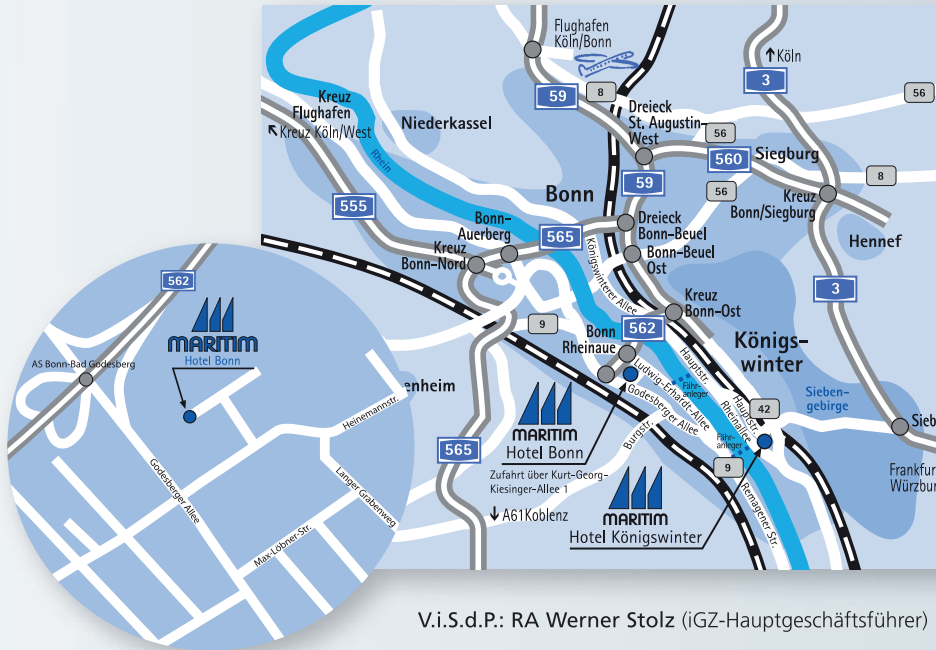 Flughafen
Köln/Bonn
↑ Köln
3
59
8
56
Kreuz
Flughafen
↖ Kreuz Köln/West
Niederkassel
Rhein
Dreieck
St. Augustin-
West
56
560
Siegburg
8
59
56
Kreuz
Bonn/Siegburg
555
Bonn
Bonn-
Auerberg
565
Dreieck
Bonn-Beuel
Kreuz
Bonn-Nord
Königswinterer Allee
Bonn-Beuel
Ost
Hennef
3
9
Kreuz
Bonn-Ost
562
Bonn
Rheinaue
Königs-
winter
Hauptstr.
Ludwig-Erhardt-Allee
Fähr-
anleger
Hauptstr.
Rheinallee
Sieben-
gebirge
42
Godesberger Allee
Burgstr.
Fähr-
anleger
9
Remagener Str.
enheim
565
MARITIM
Hotel Bonn
Zufahrt über Kurt-Georg-
Kiesinger-Allee 1
↓ A61Koblenz
MARITIM
Hotel Königswinter
Sieb
Frankfur
Würzbur
562
MARITIM
Hotel Bonn
AS Bonn-Bad Godesberg
Heinemannstr.
Godesberger Allee
Langer Grabenweg
Max-Löbner-Str.
V.i.S.d.P.: RA Werner Stolz (iGZ-Hauptgeschäftsführer)